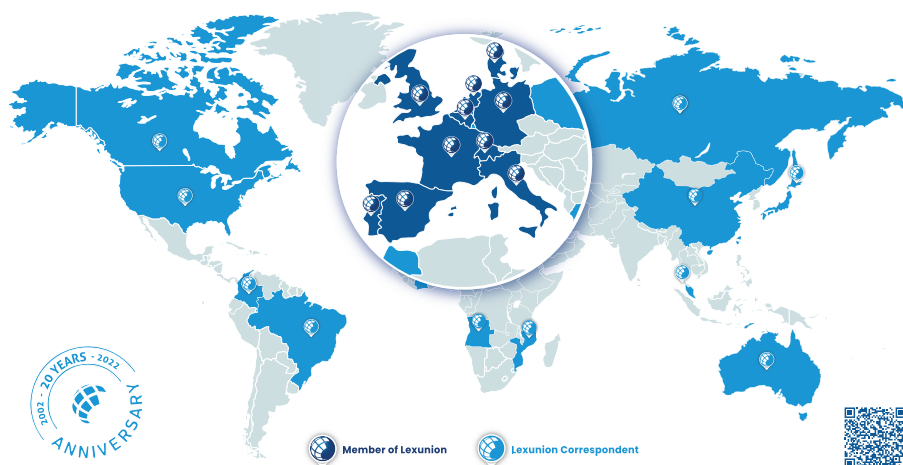 2002 - 20 YEARS - 2022
ANNIVERSARY
Member of Lexunion
Lexunion Correspondent